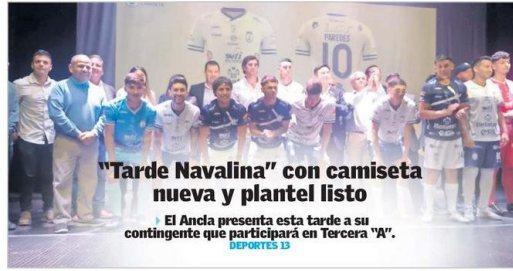 PAREDES
10
"Tarde Navalina" con camiseta
nueva y plantel listo
El Ancla presenta esta tarde a su
contingente que participará en Tercera "A".
DEPORTES 13